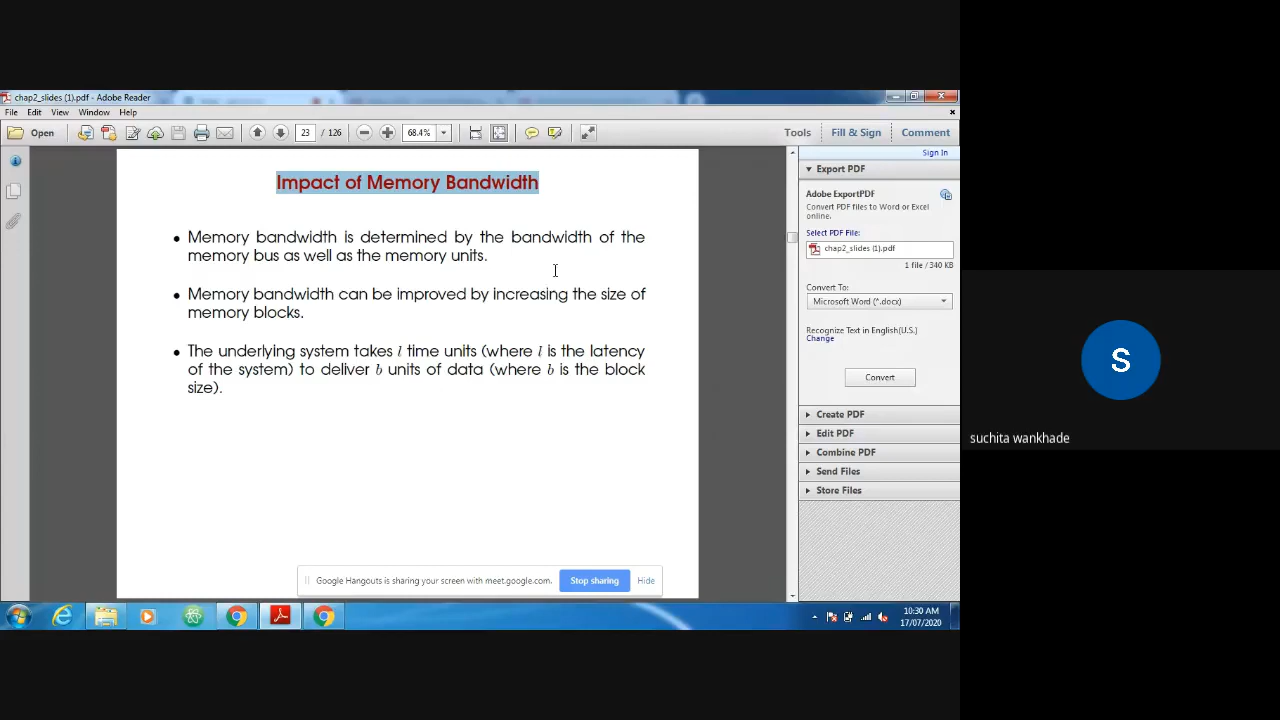 chap2_slides (1).pdf - Adobe Reader
File Edit View Window Help
Open 23 / 126 68.4% Tools Fill & Sign Comment
Sign In
Impact of Memory Bandwidth
• Memory bandwidth is determined by the bandwidth of the
memory bus as well as the memory units.
• Memory bandwidth can be improved by increasing the size of
memory blocks.
• The underlying system takes l time units (where l is the latency
of the system) to deliver b units of data (where b is the block
size).
Export PDF
Adobe ExportPDF
Convert PDF files to Word or Excel
online.
Select PDF File:
chap2_slides (1).pdf
1 file / 340 KB
Convert To:
Microsoft Word (*.docx)
Recognize Text in English(U.S.)
Change
Convert
Create PDF
Edit PDF
Combine PDF
Send Files
Store Files
Google Hangouts is sharing your screen with meet.google.com. Stop sharing Hide
10:30 AM
17/07/2020
S
suchita wankhade